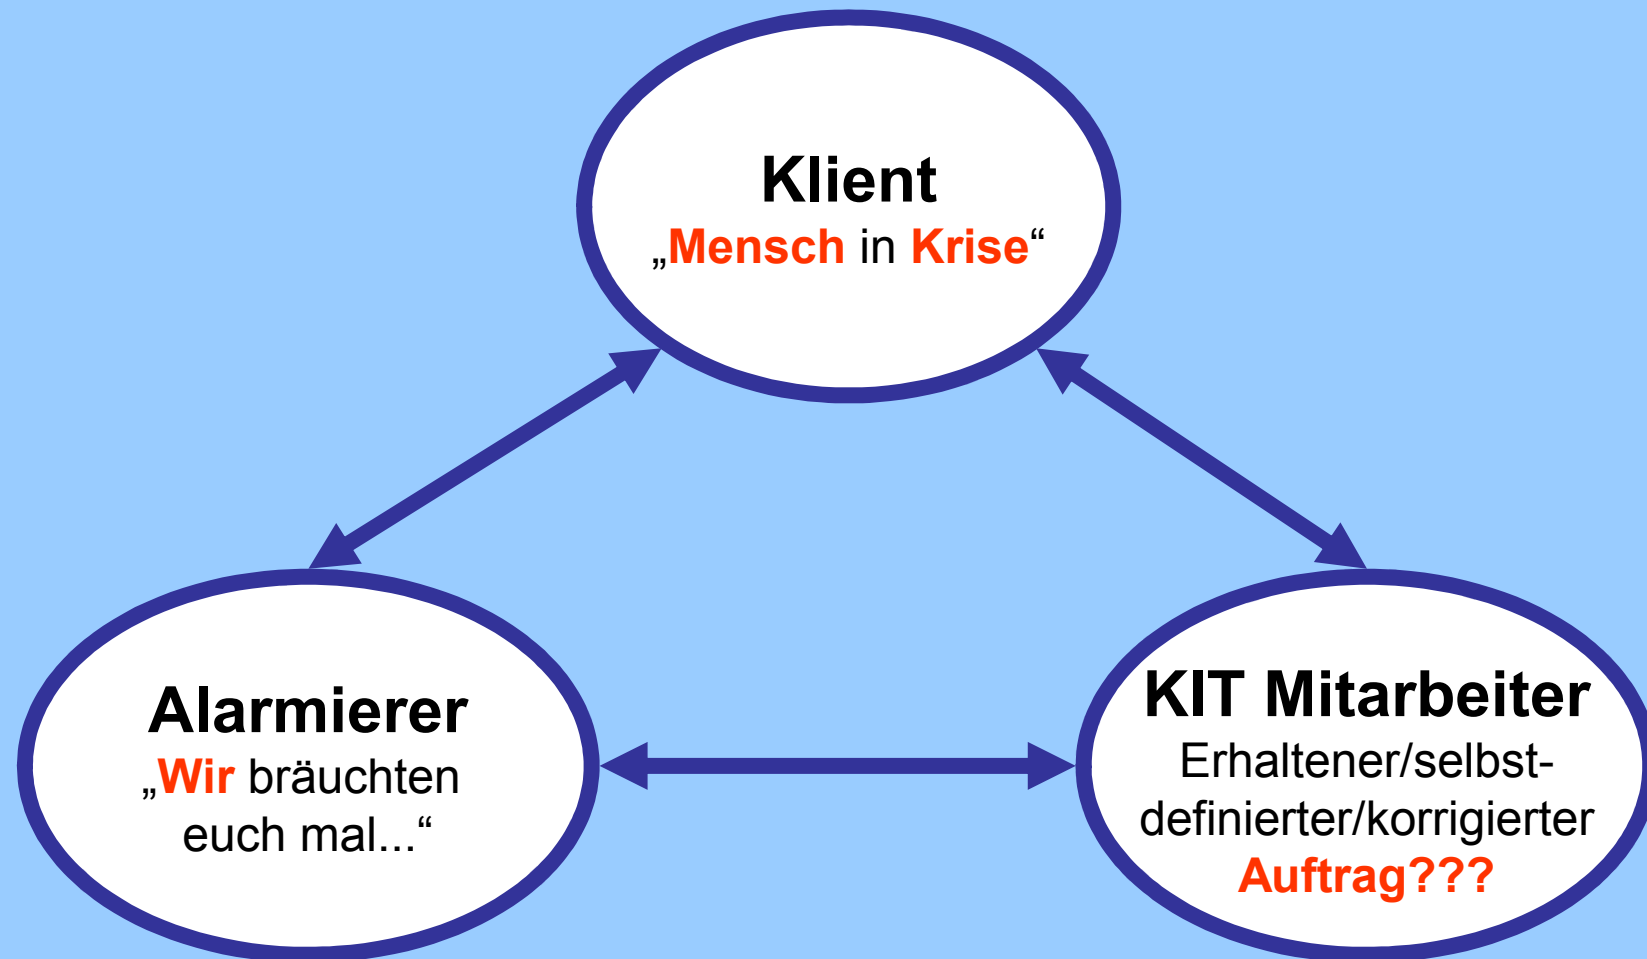 Klient
„Mensch in Krise“
Alarmierer
„Wir bräuchten
euch mal...“
KIT Mitarbeiter
Erhaltener/selbst-
definierter/korrigierter
Auftrag???